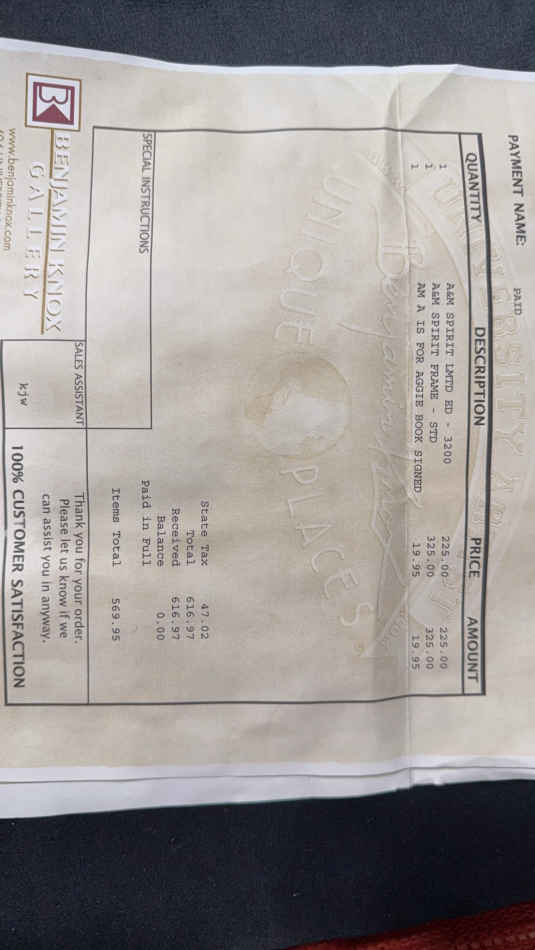 PAYMENT NAME: PAID
QUANTITY DESCRIPTION PRICE AMOUNT
1 A&M SPIRIT LMTD ED - 3200 225.00 225.00
1 A&M SPIRIT FRAME - STD 325.00 325.00
1 AM A IS FOR AGGIE BOOK SIGNED 19.95 19.95
UNIQUE PLACES
Benjamin Knox
State Tax 47.02
Total 616.97
Received 616.97
Balance 0.00
Paid in Full
Items Total 569.95
SPECIAL INSTRUCTIONS
BENJAMIN KNOX
GALLERY
www.benjaminknox.com
SALES ASSISTANT
kjw
Thank you for your order.
Please let us know if we
can assist you in anyway.
100% CUSTOMER SATISFACTION